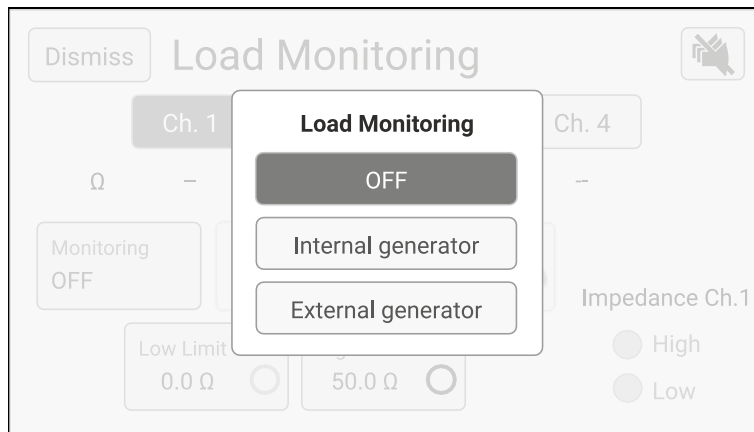 Dismiss
Load Monitoring
Ch. 1
Ch. 4
Load Monitoring
OFF
Internal generator
External generator
Ω
–
--
Monitoring
OFF
Impedance Ch.1
High
Low
Low Limit
0.0 Ω
50.0 Ω